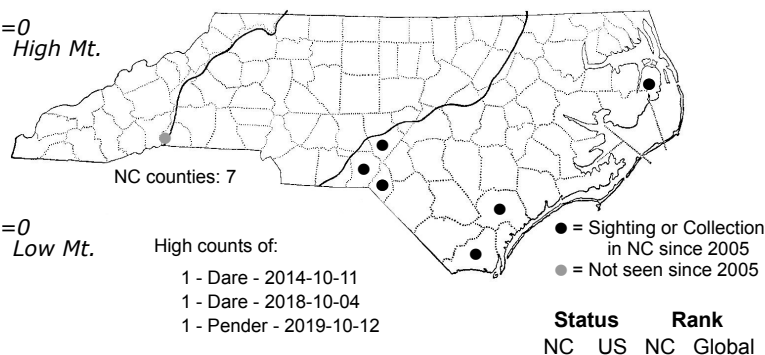 =0
High Mt.
NC counties: 7
=0
Low Mt.
High counts of:
1 - Dare - 2014-10-11
1 - Dare - 2018-10-04
1 - Pender - 2019-10-12
● = Sighting or Collection
in NC since 2005
● = Not seen since 2005
Status Rank
NC US NC Global